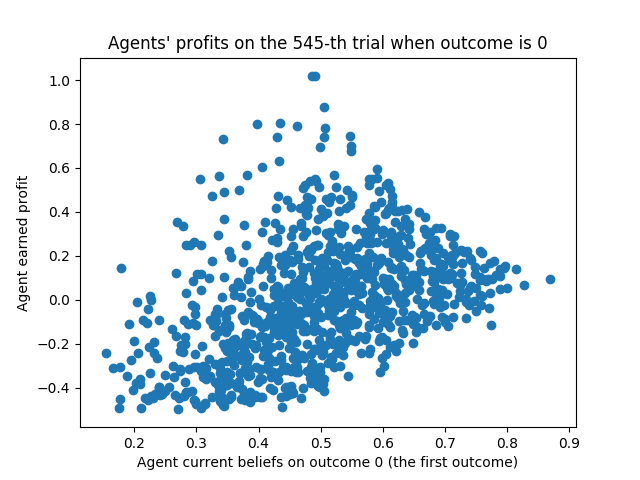 Agents' profits on the 545-th trial when outcome is 0
Agent earned profit
1.0
0.8
0.6
0.4
0.2
0.0
−0.2
−0.4
0.2 0.3 0.4 0.5 0.6 0.7 0.8 0.9
Agent current beliefs on outcome 0 (the first outcome)